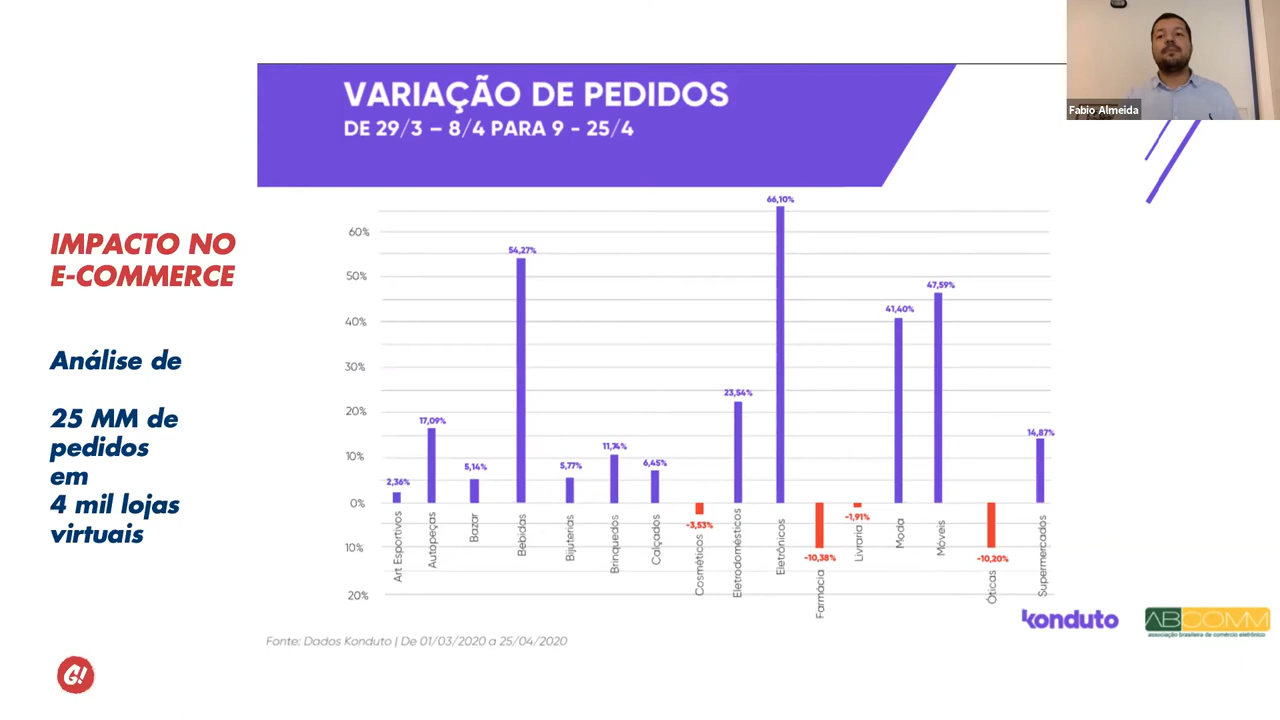 VARIAÇÃO DE PEDIDOS
DE 29/3 – 8/4 PARA 9 - 25/4
Fabio Almeida
IMPACTO NO
E-COMMERCE
Análise de
25 MM de
pedidos
em
4 mil lojas
virtuais
60%
50%
40%
30%
20%
10%
0%
10%
20%
2,36%
17,09%
5,14%
54,27%
5,77%
11,74%
6,45%
-3,53%
23,54%
66,10%
-10,38%
-1,91%
41,40%
47,59%
-10,20%
14,87%
Art Esportivos
Autopeças
Bazar
Bebidas
Bijuterias
Brinquedos
Calçados
Cosméticos
Eletrodomésticos
Eletrônicos
Farmácia
Livraria
Moda
Móveis
Óticas
Supermercados
Fonte: Dados Konduto | De 01/03/2020 a 25/04/2020
konduto
ABCOMM
associação brasileira de comércio eletrônico
G!